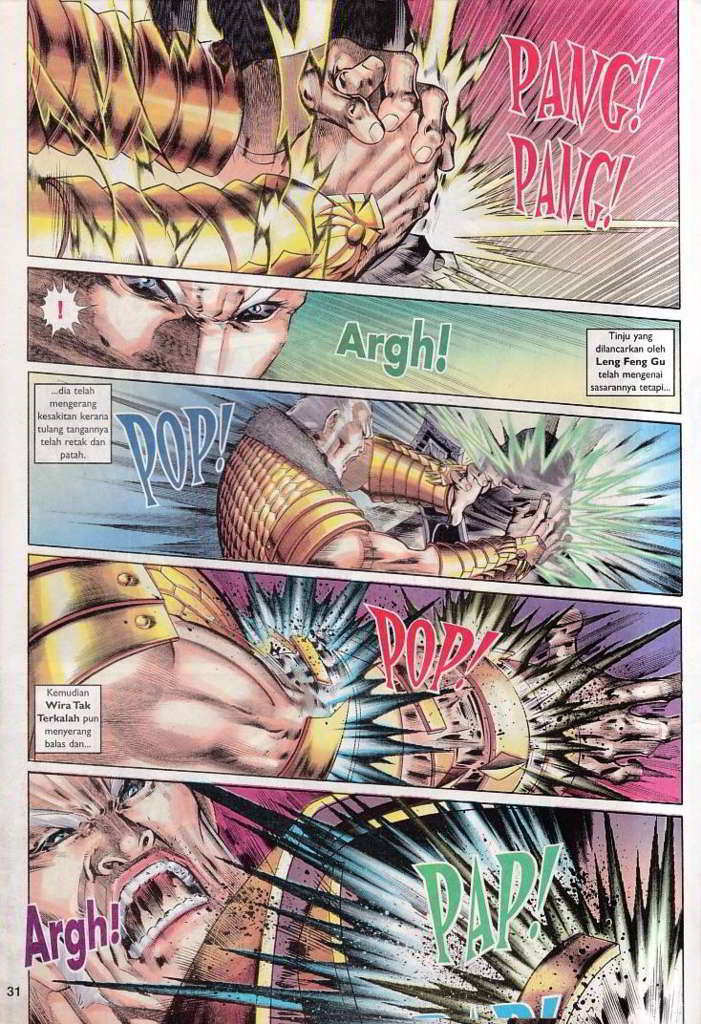 PANG!
PANG!
!
Argh!
Tinju yang
dilancarkan oleh
Leng Feng Gu
telah mengenai
sasarannya tetapi...
...dia telah
mengerang
kesakitan kerana
tulang tangannya
telah retak dan
patah.
POP!
POP!
Kemudian
Wira Tak
Terkalah pun
menyerang
balas dan...
Argh!
PAP!
PAP!
31